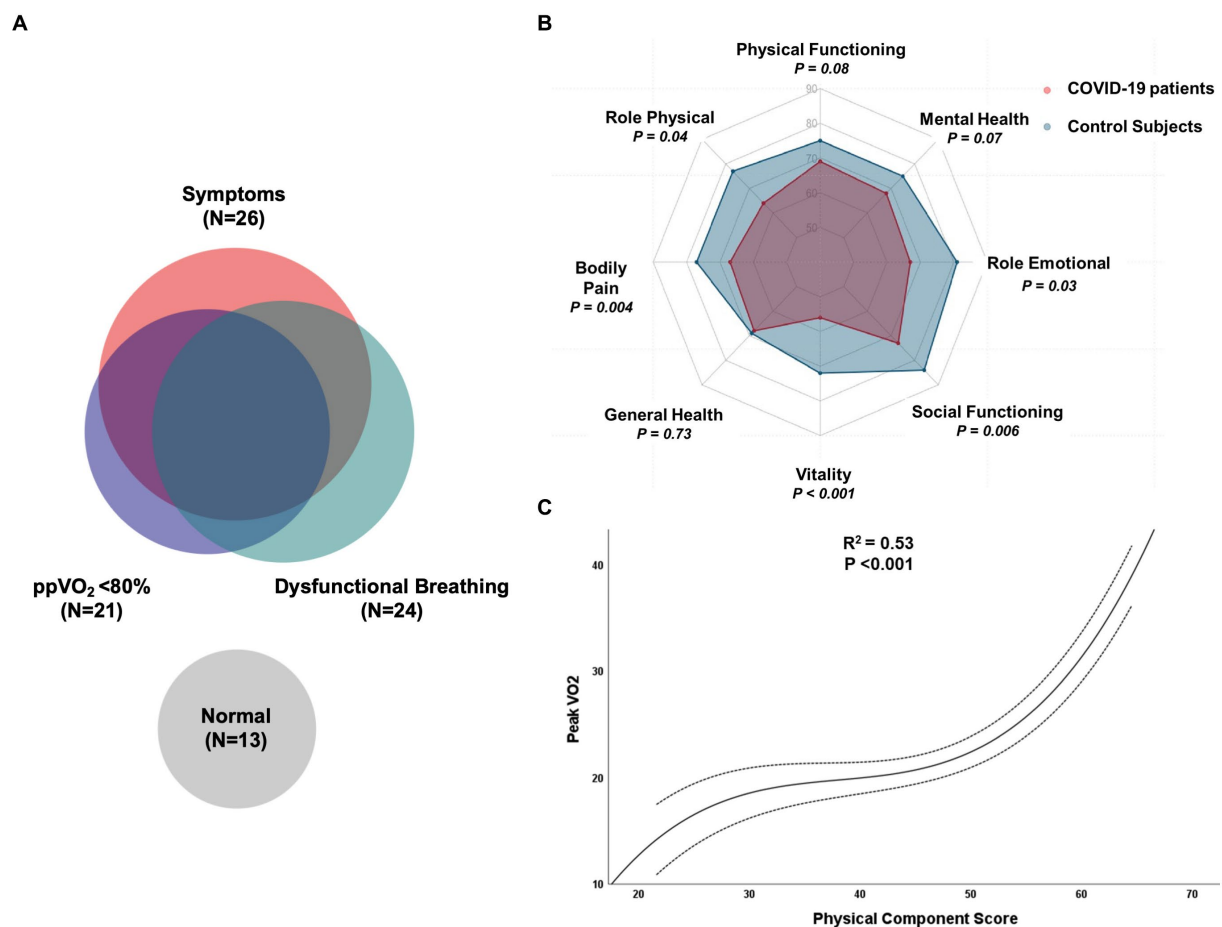 A
Symptoms
(N=26)
ppVO₂ <80%
(N=21)
Dysfunctional Breathing
(N=24)
Normal
(N=13)
B
Physical Functioning
P = 0.08
COVID-19 patients
Control Subjects
Role Physical
P = 0.04
Mental Health
P = 0.07
90
80
70
60
50
Bodily
Pain
P = 0.004
Role Emotional
P = 0.03
General Health
P = 0.73
Social Functioning
P = 0.006
Vitality
P < 0.001
C
R² = 0.53
P <0.001
Peak VO2
40
30
20
10
20 30 40 50 60 70
Physical Component Score